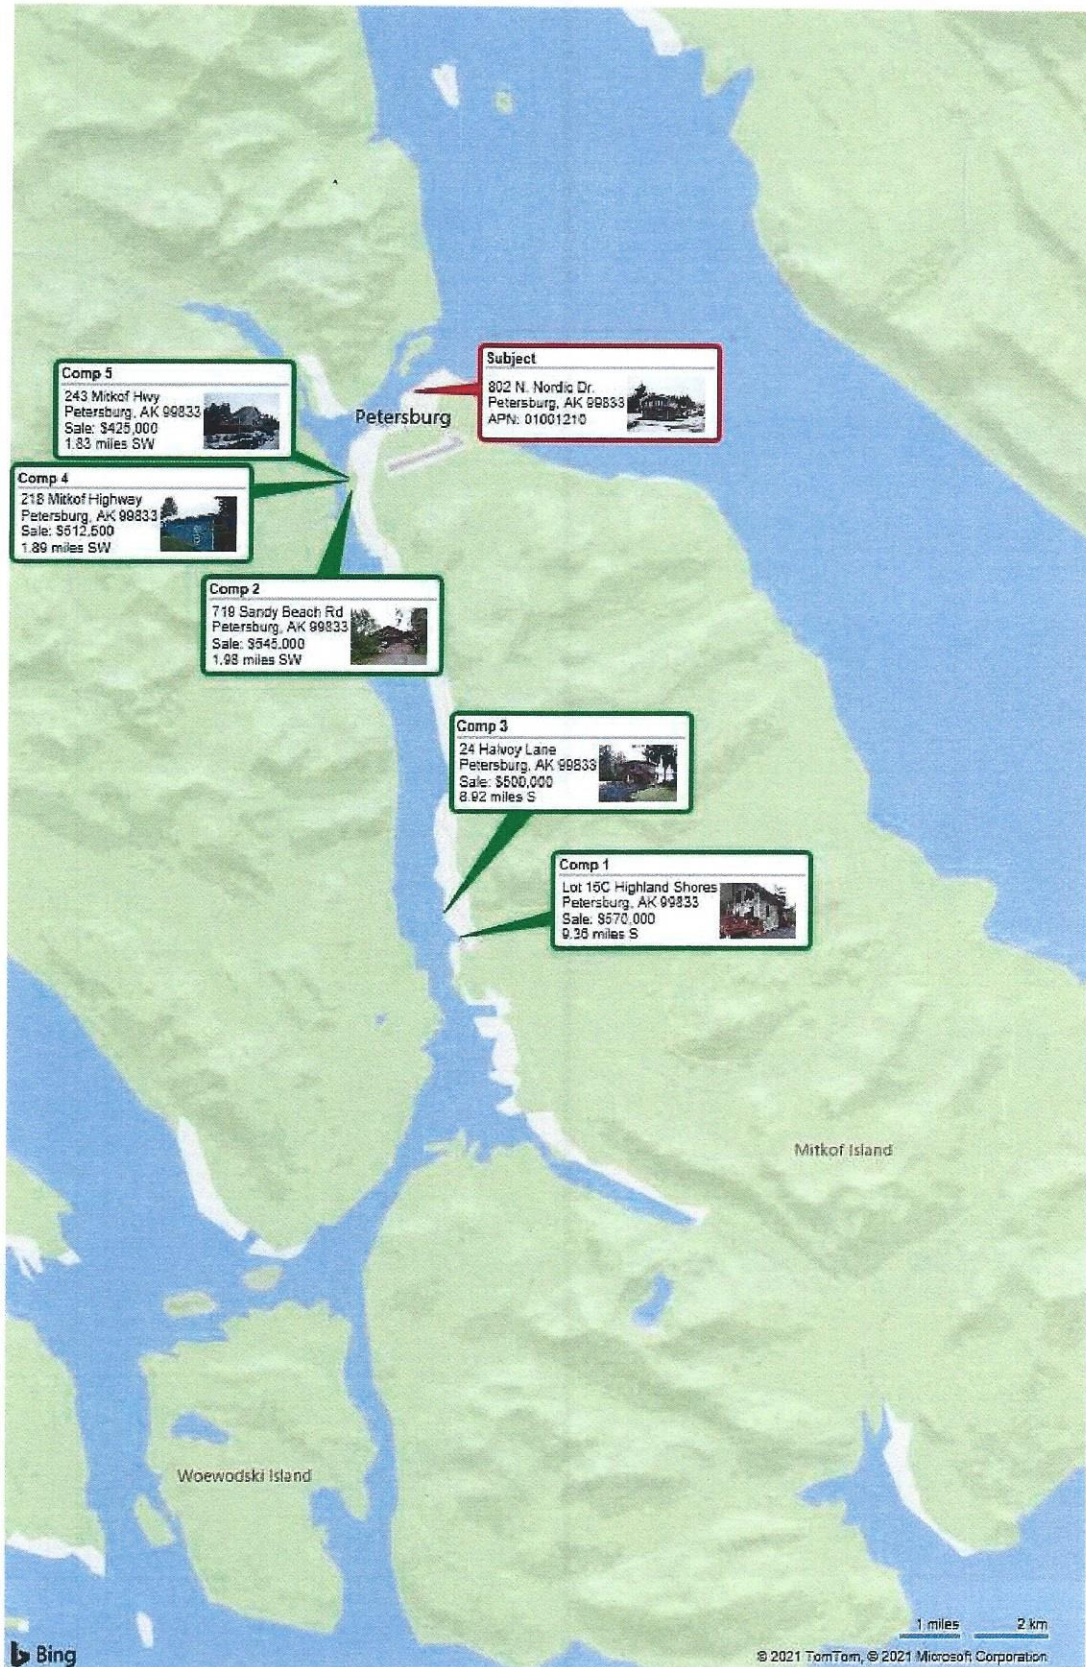 Subject
802 N. Nordic Dr.
Petersburg, AK 99833
APN: 01001210
Comp 5
243 Mitkof Hwy
Petersburg, AK 99833
Sale: $425,000
1.83 miles SW
Petersburg
Comp 4
218 Mitkof Highway
Petersburg, AK 99833
Sale: $512,500
1.89 miles SW
Comp 2
719 Sandy Beach Rd
Petersburg, AK 99833
Sale: $545,000
1.98 miles SW
Comp 3
24 Halvoy Lane
Petersburg, AK 99833
Sale: $500,000
8.92 miles S
Comp 1
Lot 15C Highland Shores
Petersburg, AK 99833
Sale: $570,000
9.36 miles S
Mitkof Island
Woewodski Island
1 miles 2 km
Bing
© 2021 TomTom, © 2021 Microsoft Corporation